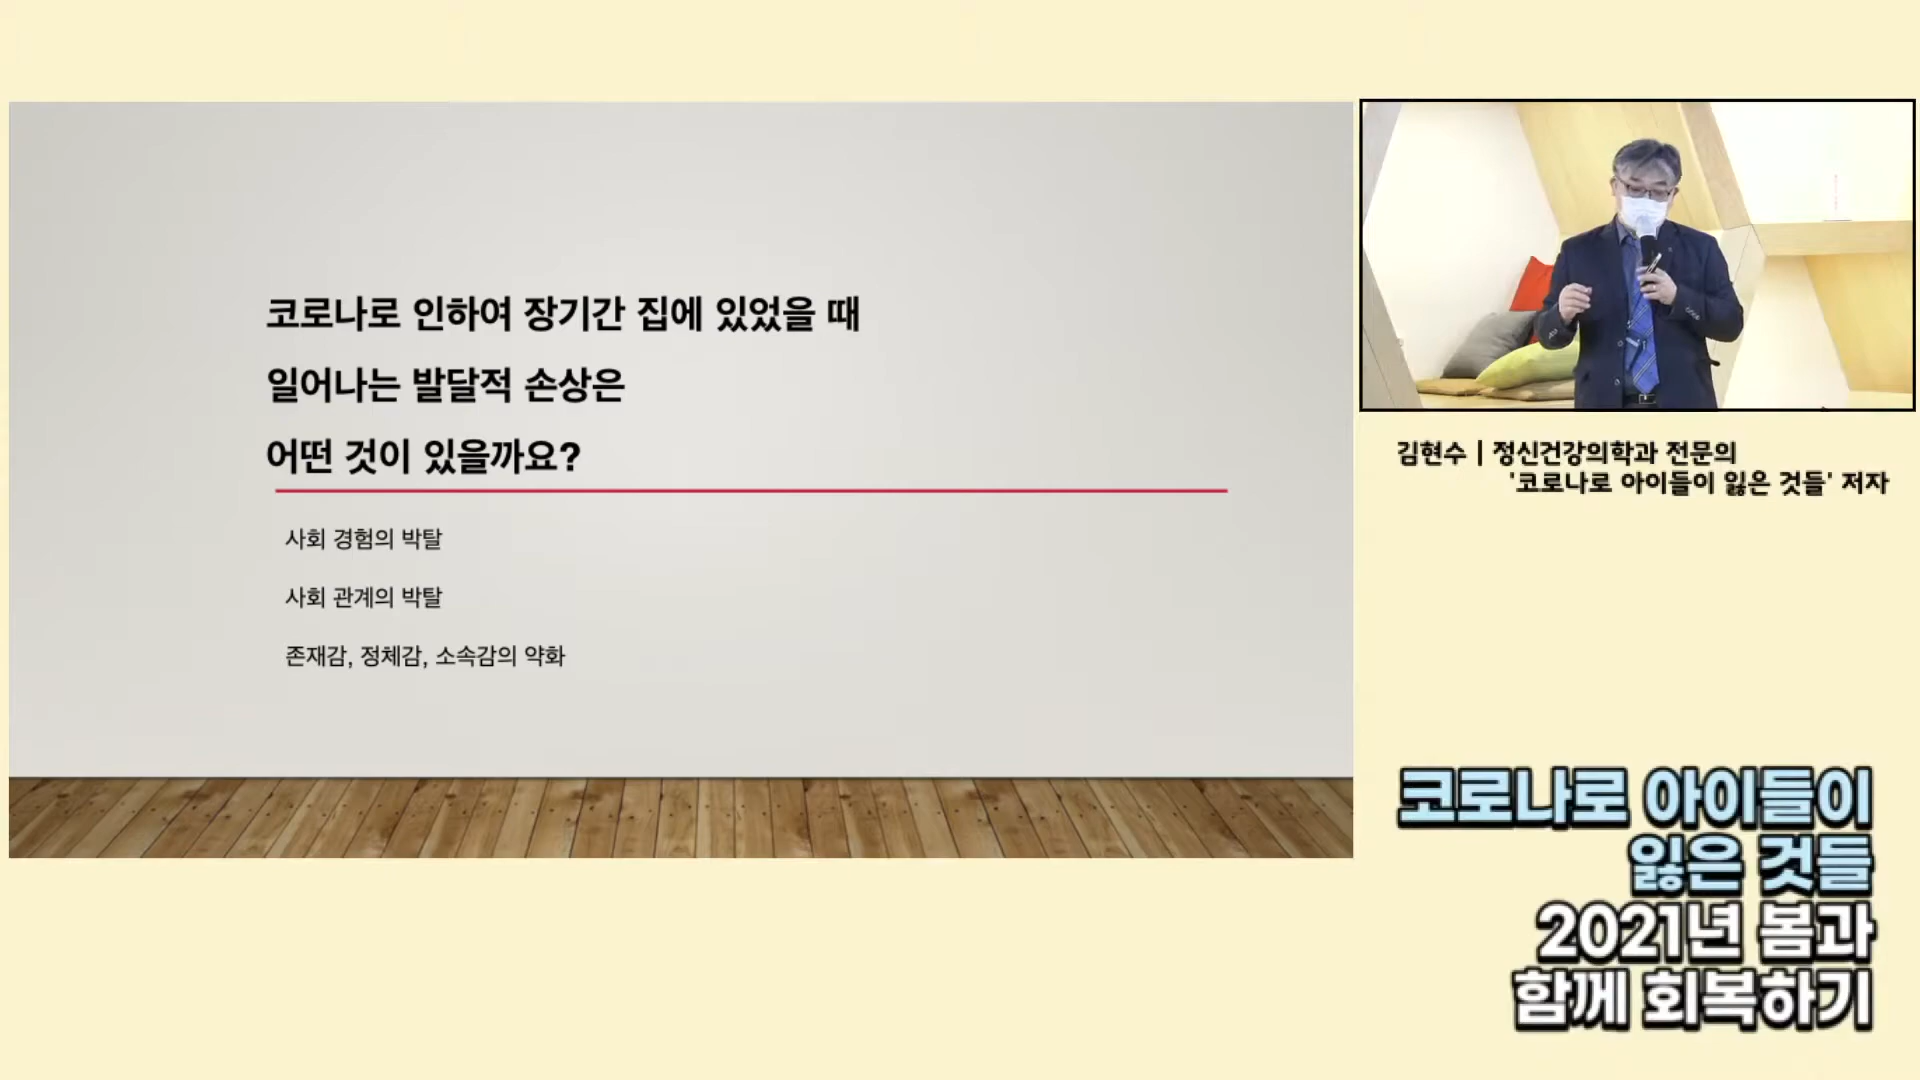 코로나로 인하여 장기간 집에 있었을 때
일어나는 발달적 손상은
어떤 것이 있을까요?
사회 경험의 박탈
사회 관계의 박탈
존재감, 정체감, 소속감의 약화
김현수 | 정신건강의학과 전문의
'코로나로 아이들이 잃은 것들' 저자
코로나로 아이들이
잃은 것들
2021년 봄과
함께 회복하기